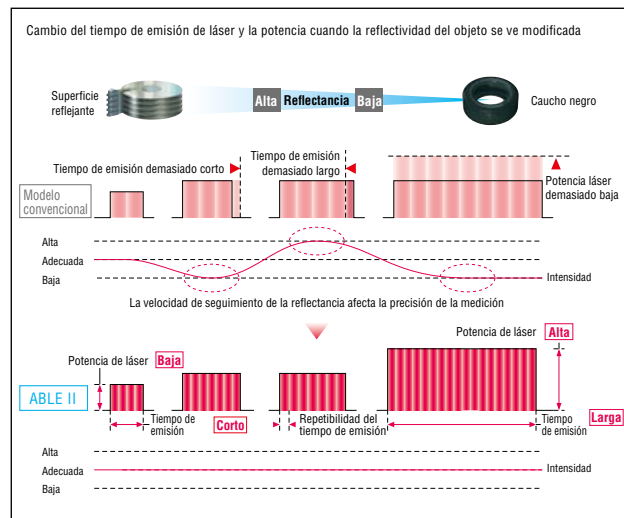 Cambio del tiempo de emisión de láser y la potencia cuando la reflectividad del objeto se ve modificada
Superficie
reflejante
Alta Reflectancia Baja
Caucho negro
Tiempo de emisión demasiado corto
Tiempo de emisión
demasiado largo
Potencia láser
demasiado baja
Modelo
convencional
Alta
Adecuada
Baja
Intensidad
La velocidad de seguimiento de la reflectancia afecta la precisión de la medición
Potencia de láser Alta
Potencia de láser Baja
ABLE II
Tiempo de
emisión
Corto
Repetibilidad del
tiempo de emisión
Tiempo
de emisión
Larga
Alta
Adecuada
Baja
Intensidad